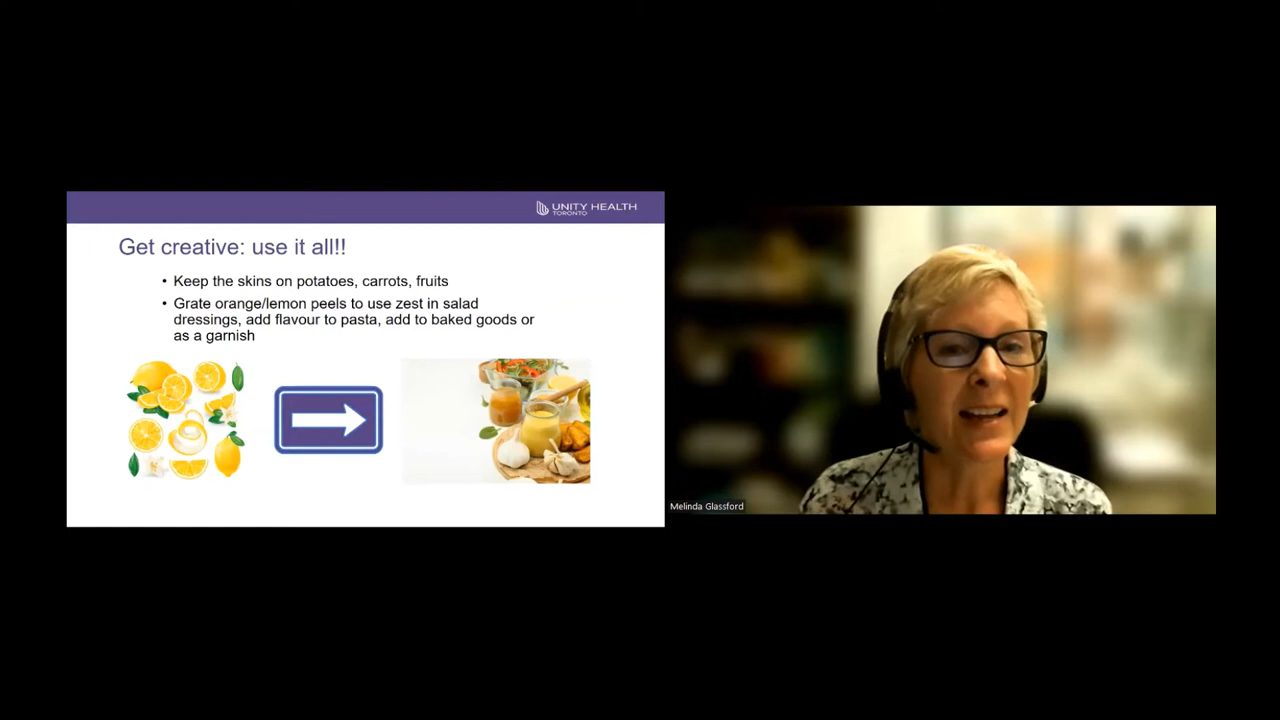 UNITY HEALTH
TORONTO
Get creative: use it all!!
• Keep the skins on potatoes, carrots, fruits
• Grate orange/lemon peels to use zest in salad
dressings, add flavour to pasta, add to baked goods or
as a garnish
Melinda Glassford